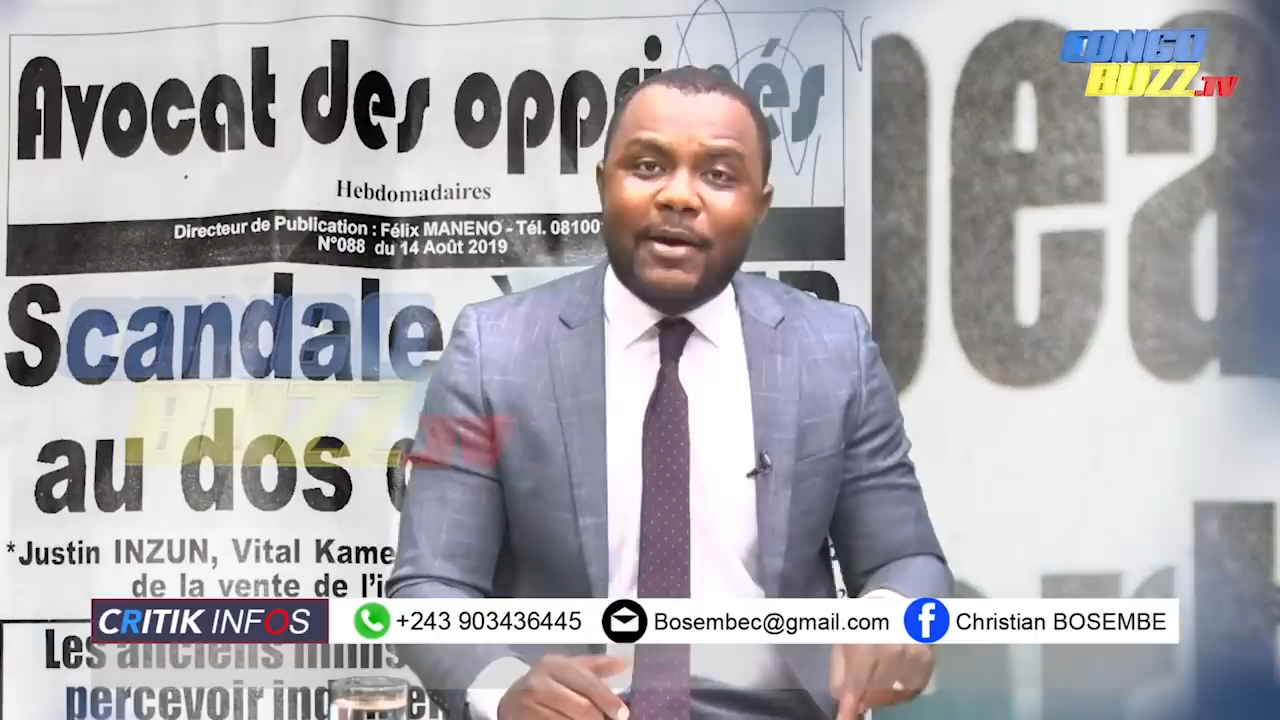 CONGO
BUZZ.TV
Avocat des opprimés
Hebdomadaires
Directeur de Publication : Félix MANENO - Tél. 08100
N°088 du 14 Août 2019
Scandale à
au dos
*Justin INZUN, Vital Kame
de la vente de l'i
CRITIK INFOS
+243 903436445
Bosembec@gmail.com
Christian BOSEMBE
Les anciens minis
percevoir ind